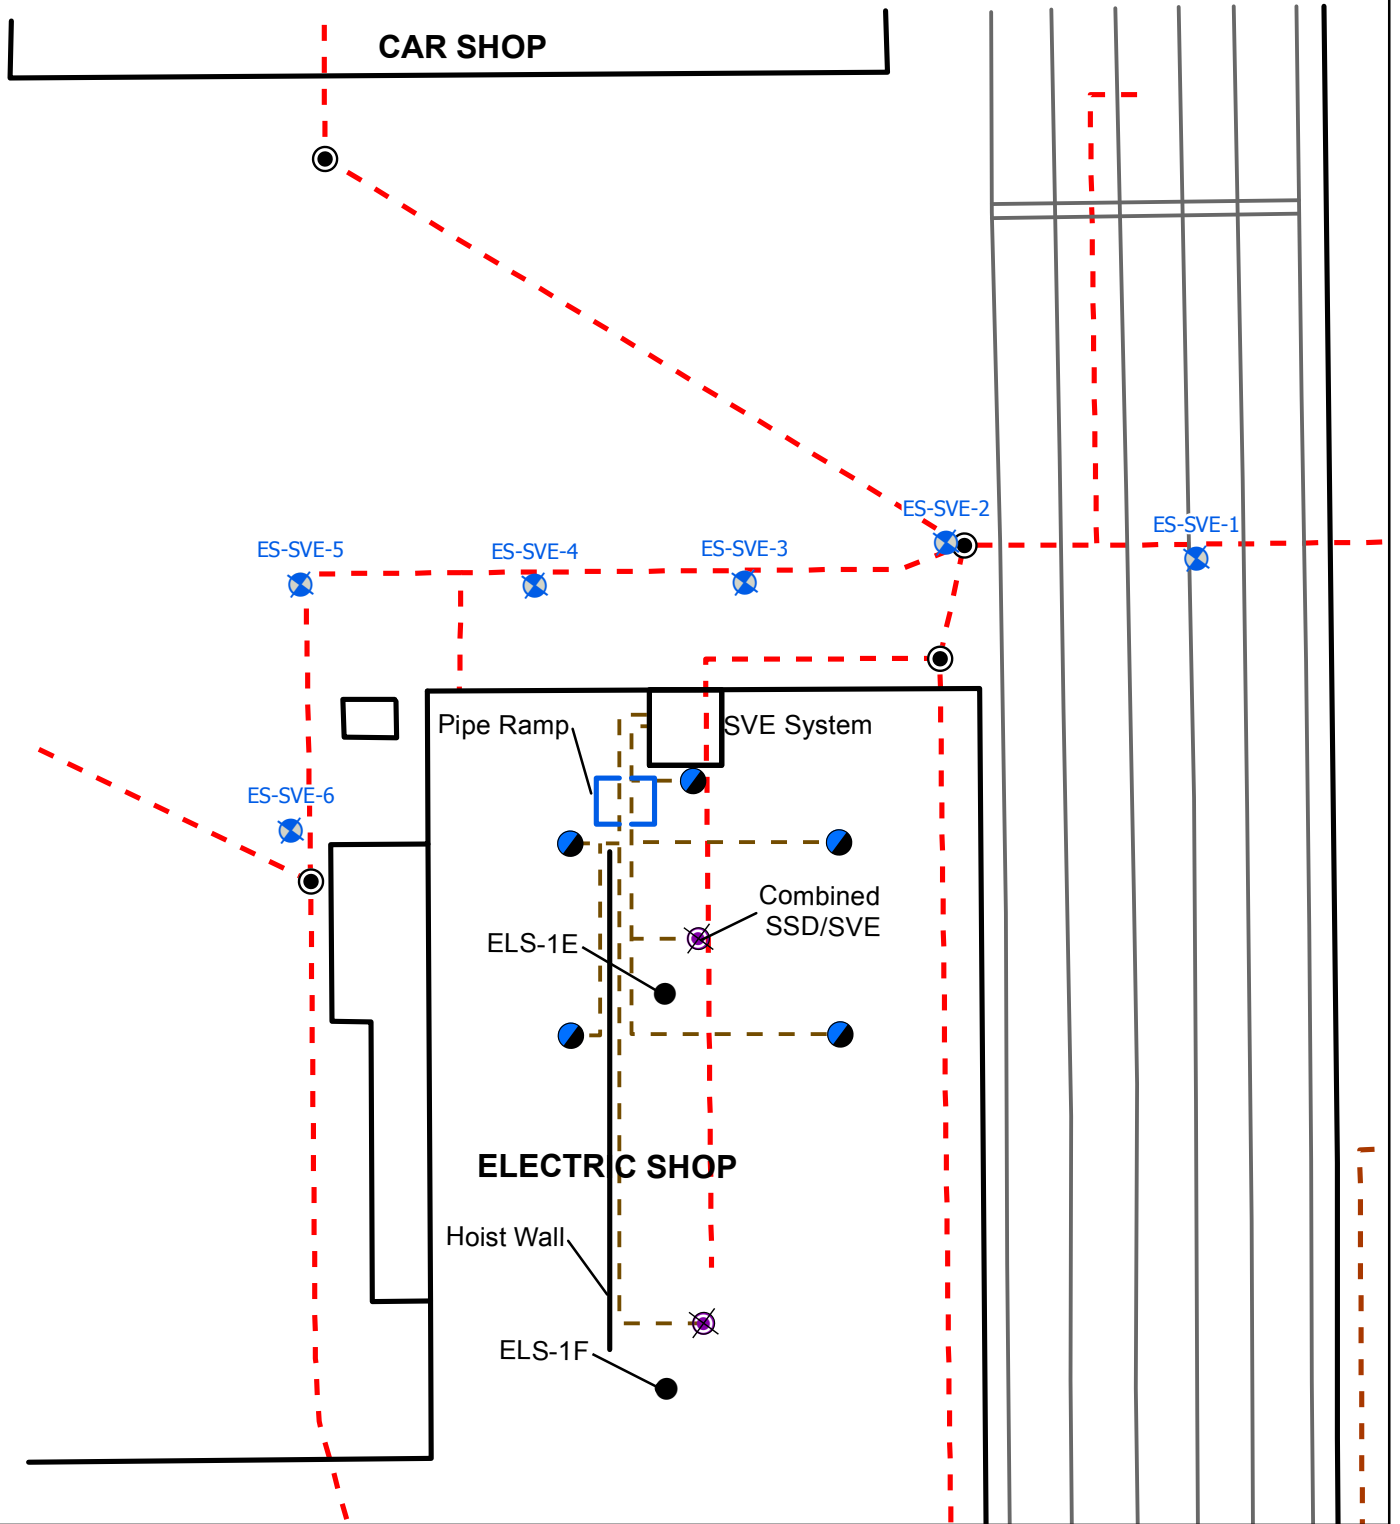 CAR SHOP
ES-SVE-2
ES-SVE-1
ES-SVE-5
ES-SVE-4
ES-SVE-3
Pipe Ramp
SVE System
ES-SVE-6
Combined
SSD/SVE
ELS-1E
ELECTRIC SHOP
Hoist Wall
ELS-1F